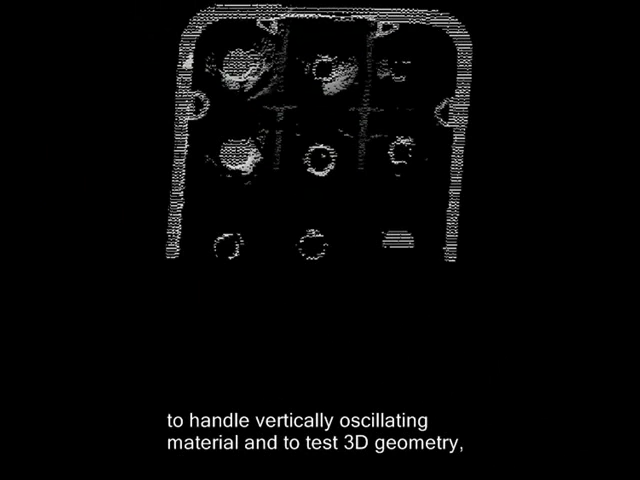 to handle vertically oscillating
material and to test 3D geometry,